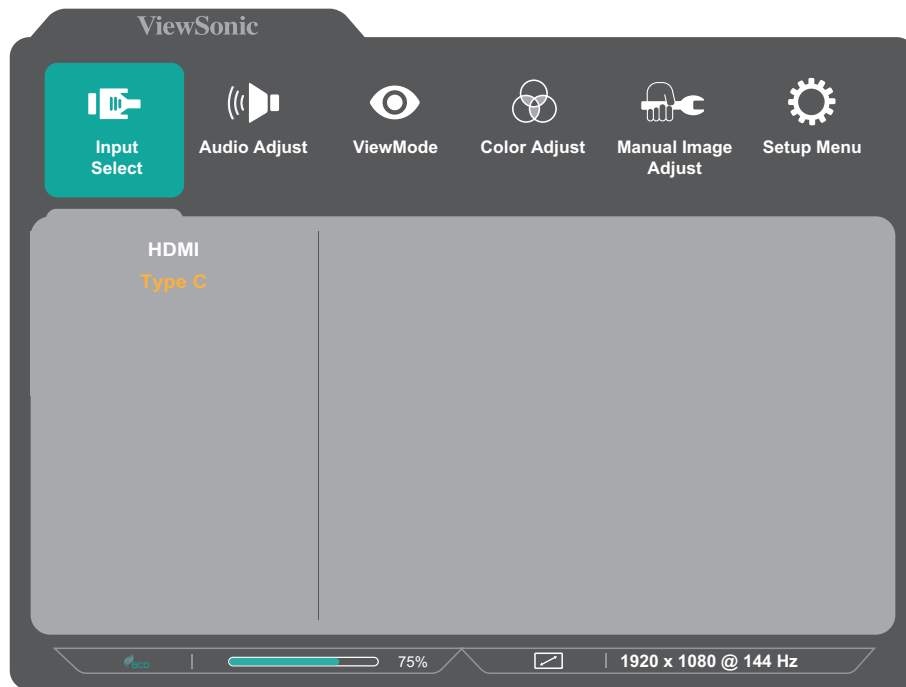 ViewSonic
Input
Select
Audio Adjust
ViewMode
Color Adjust
Manual Image
Adjust
Setup Menu
HDMI
Type C
eco
75%
1920 x 1080 @ 144 Hz